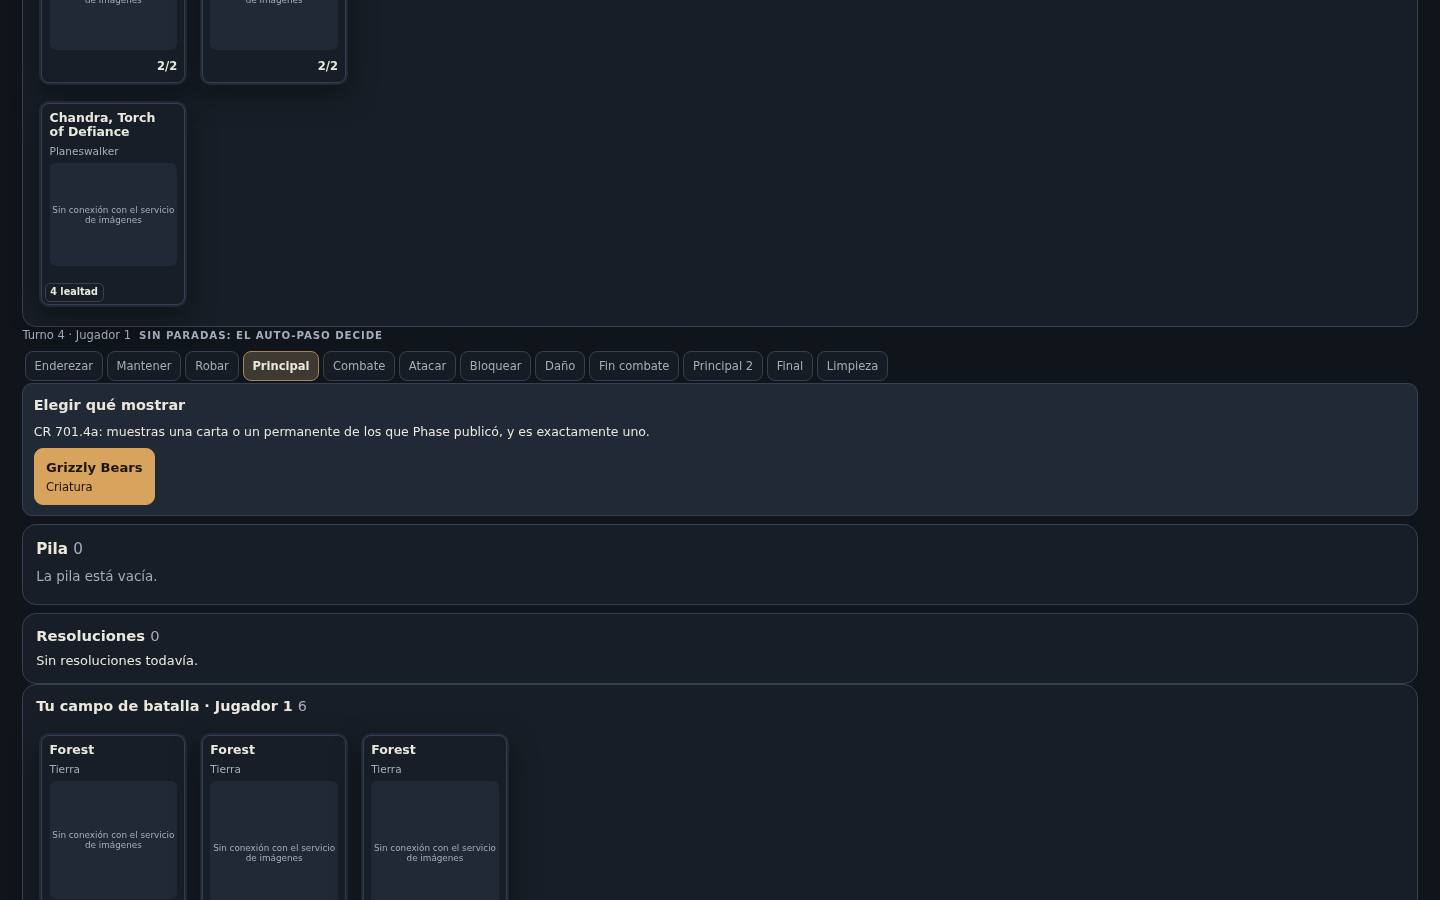 de imágenes
de imágenes
2/2
2/2
Chandra, Torch
of Defiance
Planeswalker
Sin conexión con el servicio
de imágenes
4 lealtad
Turno 4 · Jugador 1 SIN PARADAS: EL AUTO-PASO DECIDE
Enderezar Mantener Robar Principal Combate Atacar Bloquear Daño Fin combate Principal 2 Final Limpieza
Elegir qué mostrar
CR 701.4a: muestras una carta o un permanente de los que Phase publicó, y es exactamente uno.
Grizzly Bears
Criatura
Pila 0
La pila está vacía.
Resoluciones 0
Sin resoluciones todavía.
Tu campo de batalla · Jugador 1 6
Forest
Tierra
Sin conexión con el servicio
de imágenes
Forest
Tierra
Sin conexión con el servicio
de imágenes
Forest
Tierra
Sin conexión con el servicio
de imágenes